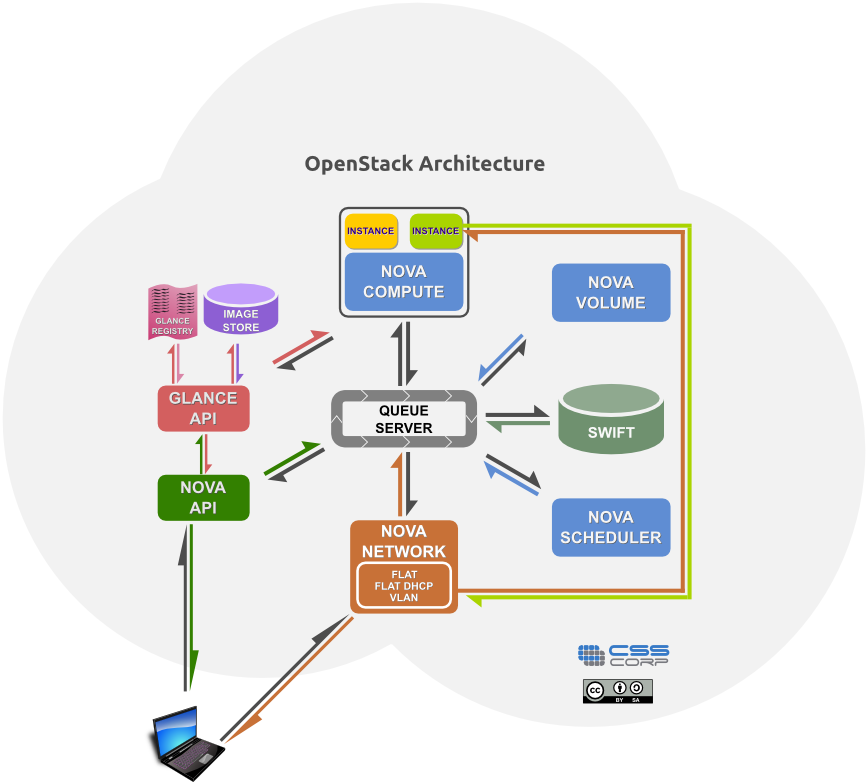 OpenStack Architecture
INSTANCE
INSTANCE
NOVA
COMPUTE
NOVA
VOLUME
GLANCE
REGISTRY
IMAGE
STORE
GLANCE
API
QUEUE
SERVER
SWIFT
NOVA
API
NOVA
SCHEDULER
NOVA
NETWORK
FLAT
FLAT DHCP
VLAN
CSS
CORP
cc
BY SA